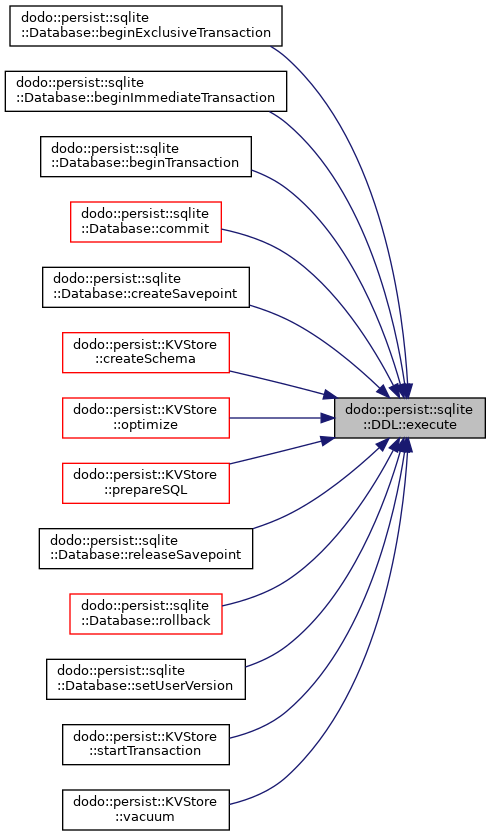 dodo::persist::sqlite
::Database::beginExclusiveTransaction
dodo::persist::sqlite
::Database::beginImmediateTransaction
dodo::persist::sqlite
::Database::beginTransaction
dodo::persist::sqlite
::Database::commit
dodo::persist::sqlite
::Database::createSavepoint
dodo::persist::KVStore
::createSchema
dodo::persist::KVStore
::optimize
dodo::persist::KVStore
::prepareSQL
dodo::persist::sqlite
::Database::releaseSavepoint
dodo::persist::sqlite
::Database::rollback
dodo::persist::sqlite
::Database::setUserVersion
dodo::persist::KVStore
::startTransaction
dodo::persist::KVStore
::vacuum
dodo::persist::sqlite
::DDL::execute